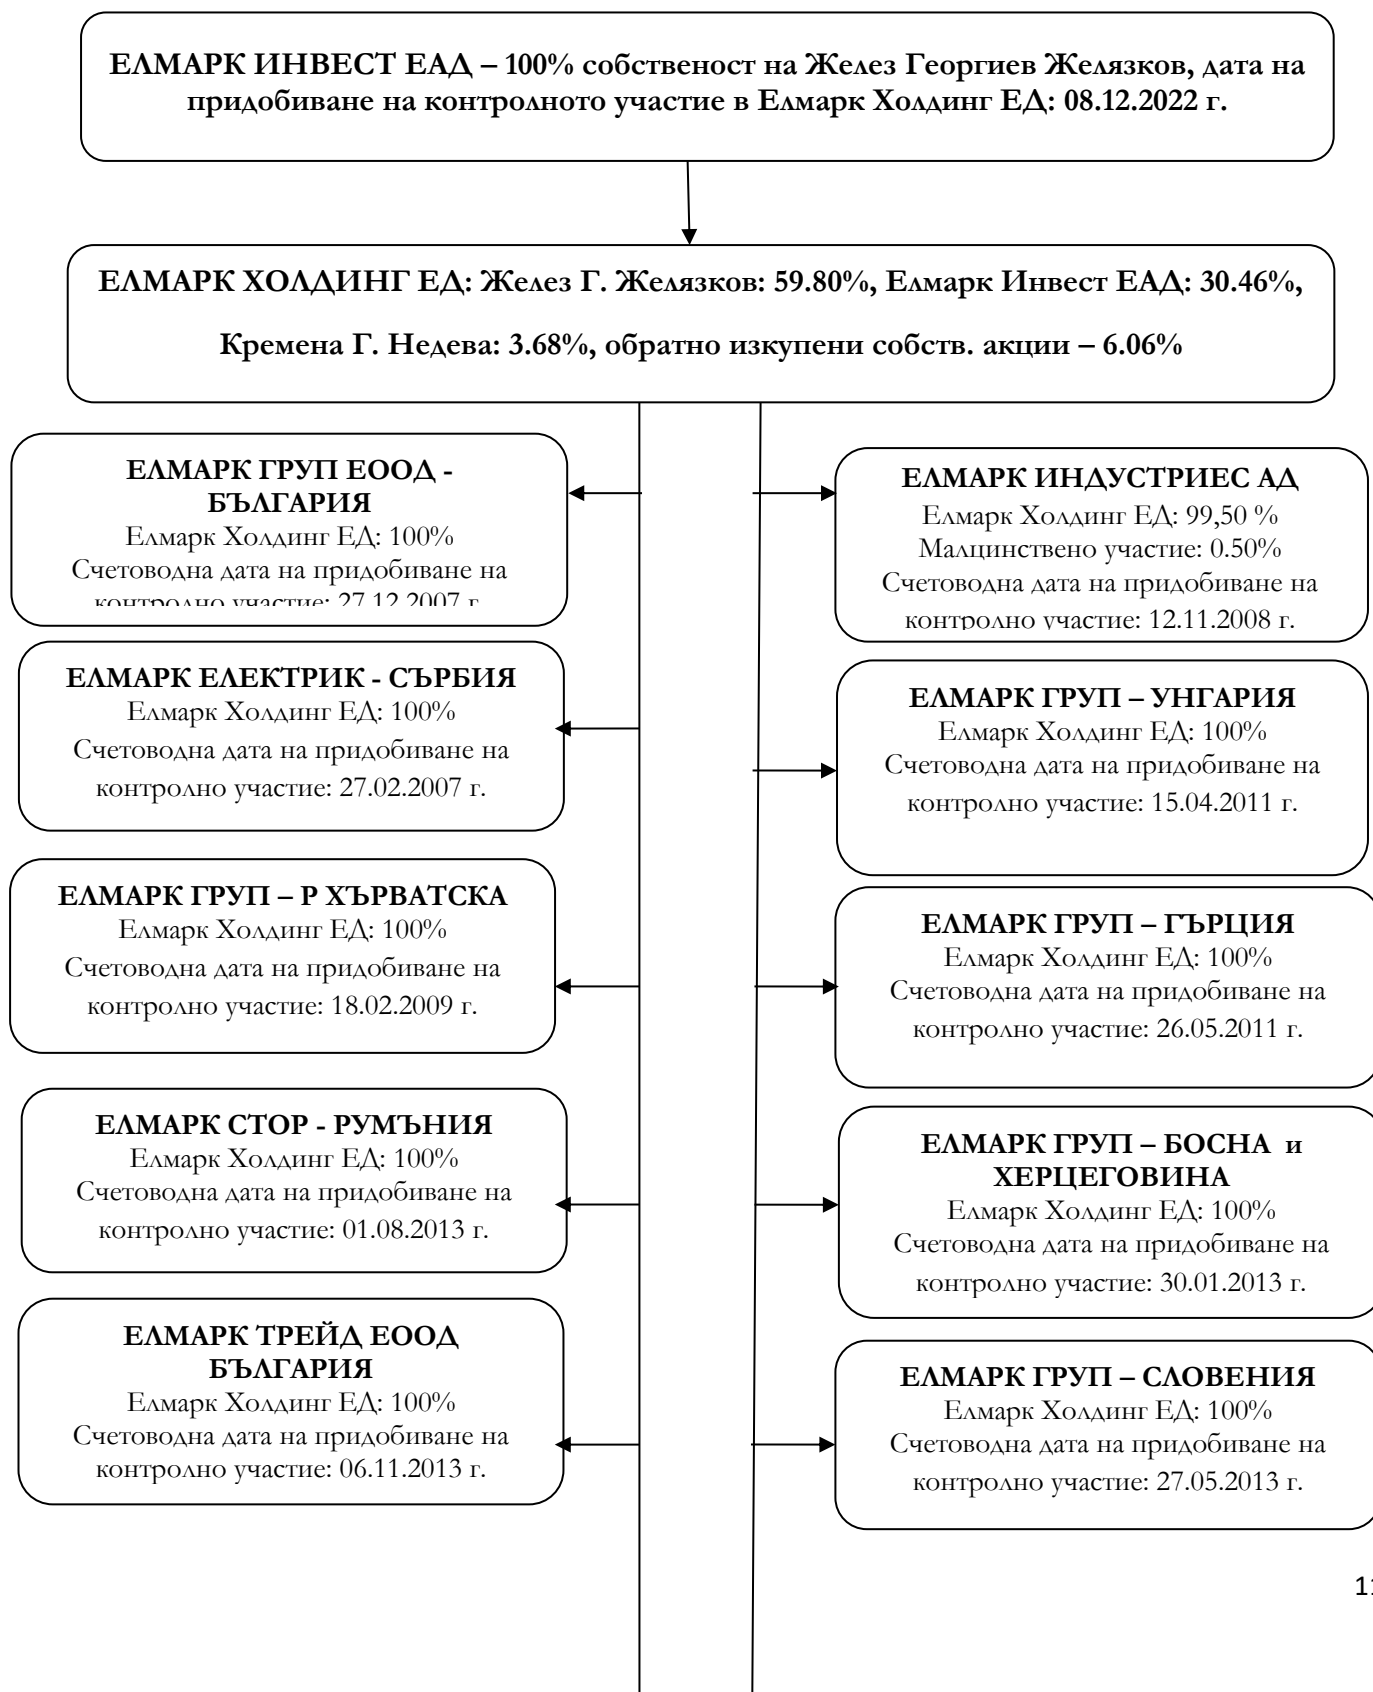 ЕЛМАРК ИНВЕСТ ЕАД – 100% собственост на Желез Георгиев Желязков, дата на
придобиване на контролното участие в Елмарк Холдинг ЕД: 08.12.2022 г.
ЕЛМАРК ХОЛДИНГ ЕД: Желез Г. Желязков: 59.80%, Елмарк Инвест ЕАД: 30.46%,
Кремена Г. Недева: 3.68%, обратно изкупени собств. акции – 6.06%
ЕЛМАРК ГРУП ЕООД -
БЪЛГАРИЯ
Елмарк Холдинг ЕД: 100%
Счетоводна дата на придобиване на
контролно участие: 27.12.2007 г.
ЕЛМАРК ИНДУСТРИЕС АД
Елмарк Холдинг ЕД: 99,50 %
Малцинствено участие: 0.50%
Счетоводна дата на придобиване на
контролно участие: 12.11.2008 г.
ЕЛМАРК ЕЛЕКТРИК - СЪРБИЯ
Елмарк Холдинг ЕД: 100%
Счетоводна дата на придобиване на
контролно участие: 27.02.2007 г.
ЕЛМАРК ГРУП – УНГАРИЯ
Елмарк Холдинг ЕД: 100%
Счетоводна дата на придобиване на
контролно участие: 15.04.2011 г.
ЕЛМАРК ГРУП – Р ХЪРВАТСКА
Елмарк Холдинг ЕД: 100%
Счетоводна дата на придобиване на
контролно участие: 18.02.2009 г.
ЕЛМАРК ГРУП – ГЪРЦИЯ
Елмарк Холдинг ЕД: 100%
Счетоводна дата на придобиване на
контролно участие: 26.05.2011 г.
ЕЛМАРК СТОР - РУМЪНИЯ
Елмарк Холдинг ЕД: 100%
Счетоводна дата на придобиване на
контролно участие: 01.08.2013 г.
ЕЛМАРК ГРУП – БОСНА и
ХЕРЦЕГОВИНА
Елмарк Холдинг ЕД: 100%
Счетоводна дата на придобиване на
контролно участие: 30.01.2013 г.
ЕЛМАРК ТРЕЙД ЕООД
БЪЛГАРИЯ
Елмарк Холдинг ЕД: 100%
Счетоводна дата на придобиване на
контролно участие: 06.11.2013 г.
ЕЛМАРК ГРУП – СЛОВЕНИЯ
Елмарк Холдинг ЕД: 100%
Счетоводна дата на придобиване на
контролно участие: 27.05.2013 г.